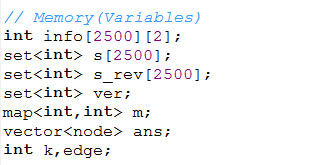 // Memory(Variables)
int info[2500][2];
set<int> s[2500];
set<int> s_rev[2500];
set<int> ver;
map<int,int> m;
vector<node> ans;
int k,edge;